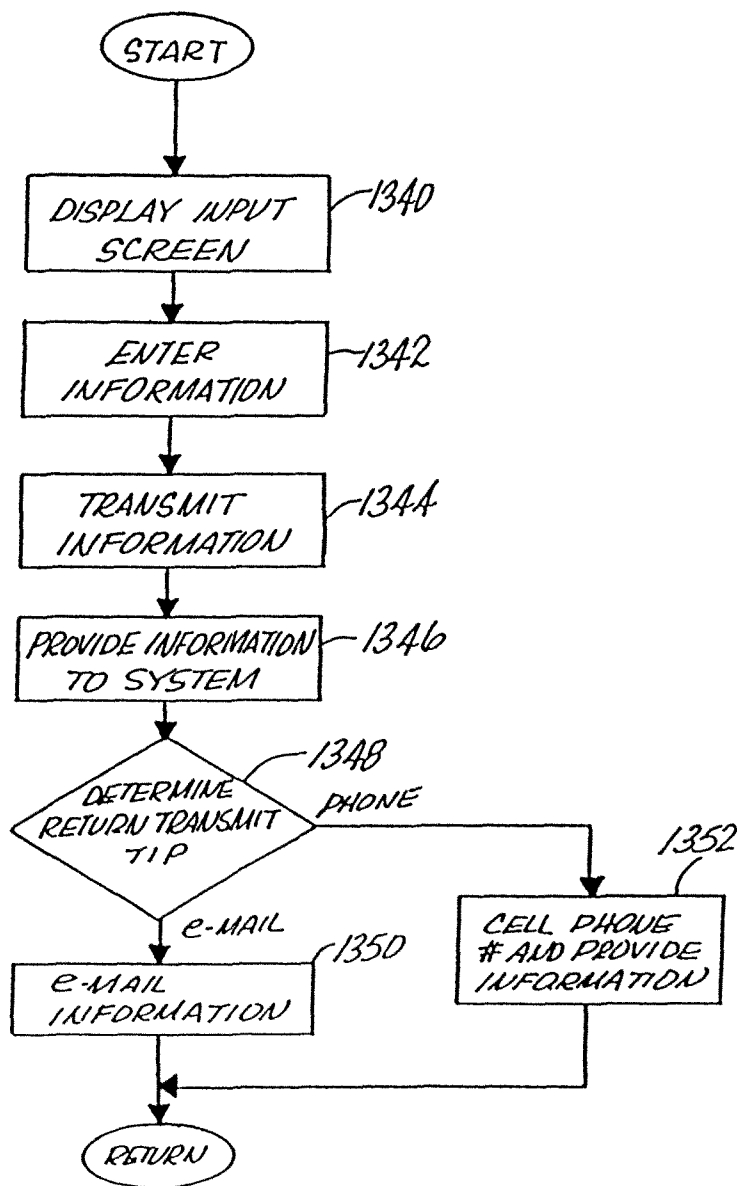 START
DISPLAY INPUT
SCREEN
1340
ENTER
INFORMATION
1342
TRANSMIT
INFORMATION
1344
PROVIDE INFORMATION
TO SYSTEM
1346
DETERMINE
RETURN TRANSMIT
TIP
1348
PHONE
e-MAIL
1352
CELL PHONE
# AND PROVIDE
INFORMATION
e-MAIL
INFORMATION
1350
RETURN